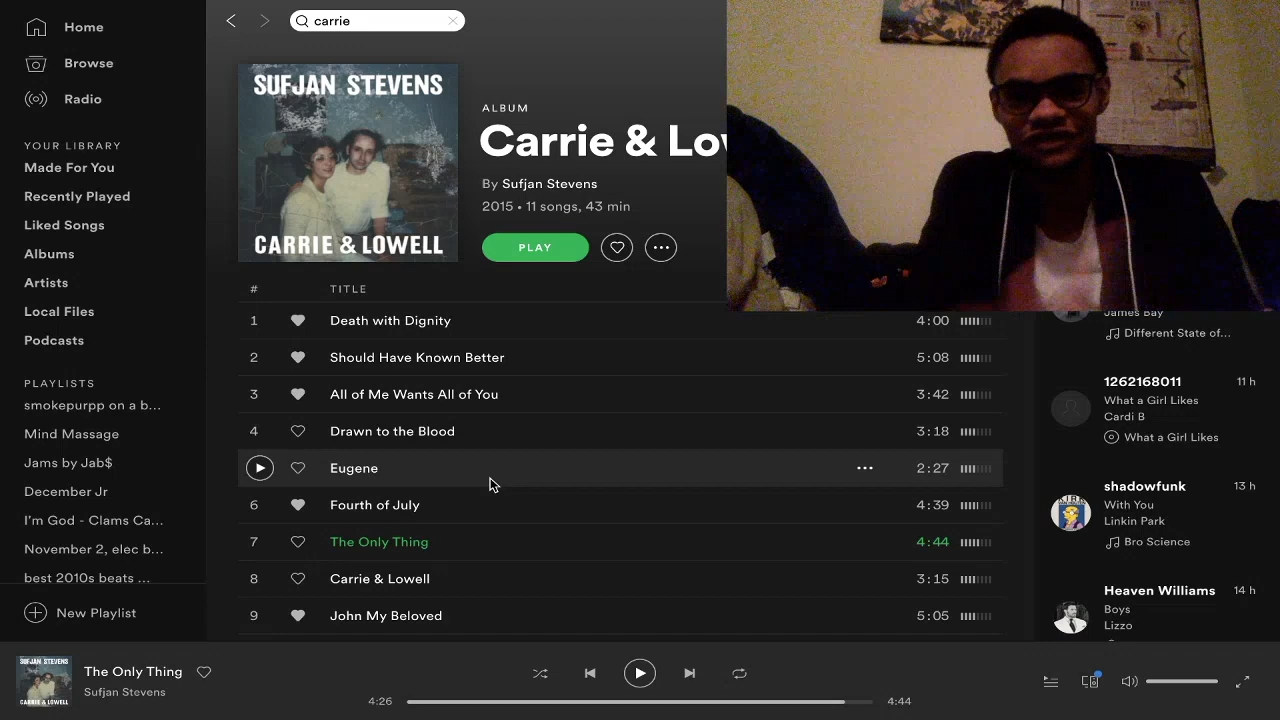 Home
Browse
Radio
YOUR LIBRARY
Made For You
Recently Played
Liked Songs
Albums
Artists
Local Files
Podcasts
PLAYLISTS
smokepurpp on a b...
Mind Massage
Jams by Jab$
December Jr
I'm God - Clams Ca...
November 2, elec b...
best 2010s beats ...
New Playlist
carrie
SUFJAN STEVENS
CARRIE & LOWELL
ALBUM
Carrie & Lo
By Sufjan Stevens
2015 • 11 songs, 43 min
PLAY
# TITLE
1 Death with Dignity 4:00
2 Should Have Known Better 5:08
3 All of Me Wants All of You 3:42
4 Drawn to the Blood 3:18
Eugene 2:27
6 Fourth of July 4:39
7 The Only Thing 4:44
8 Carrie & Lowell 3:15
9 John My Beloved 5:05
James Bay
Different State of...
1262168011 11 h
What a Girl Likes
Cardi B
What a Girl Likes
shadowfunk 13 h
With You
Linkin Park
Bro Science
Heaven Williams 14 h
Boys
Lizzo
SUFJAN STEVENS
CARRIE & LOWELL
The Only Thing
Sufjan Stevens
4:26 4:44